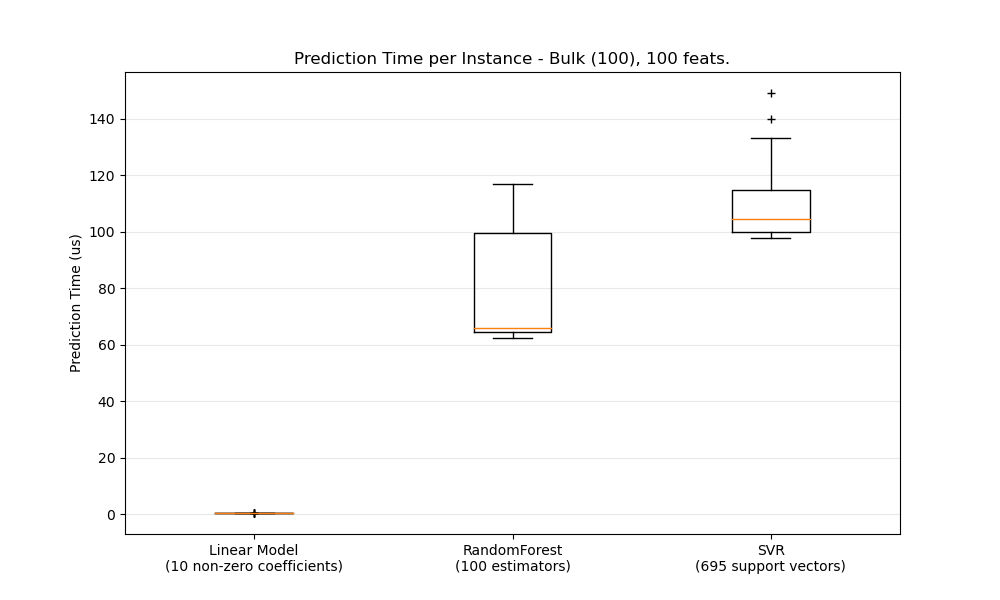 Prediction Time per Instance - Bulk (100), 100 feats.
Prediction Time (us)
140
120
100
80
60
40
20
0
Linear Model
(10 non-zero coefficients)
RandomForest
(100 estimators)
SVR
(695 support vectors)